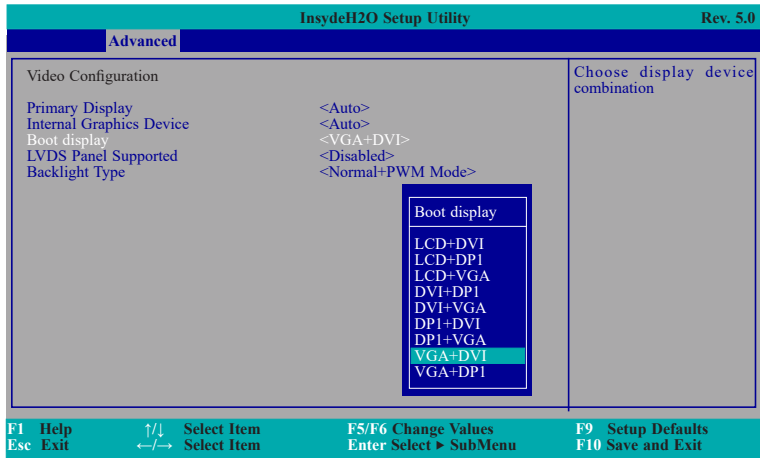 InsydeH2O Setup Utility Rev. 5.0
Advanced
Video Configuration
Primary Display <Auto>
Internal Graphics Device <Auto>
Boot display <VGA+DVI>
LVDS Panel Supported <Disabled>
Backlight Type <Normal+PWM Mode>
Choose display device
combination
Boot display
LCD+DVI
LCD+DP1
LCD+VGA
DVI+DP1
DVI+VGA
DP1+DVI
DP1+VGA
VGA+DVI
VGA+DP1
F1 Help ↑/↓ Select Item F5/F6 Change Values F9 Setup Defaults
Esc Exit ←/→ Select Item Enter Select ► SubMenu F10 Save and Exit